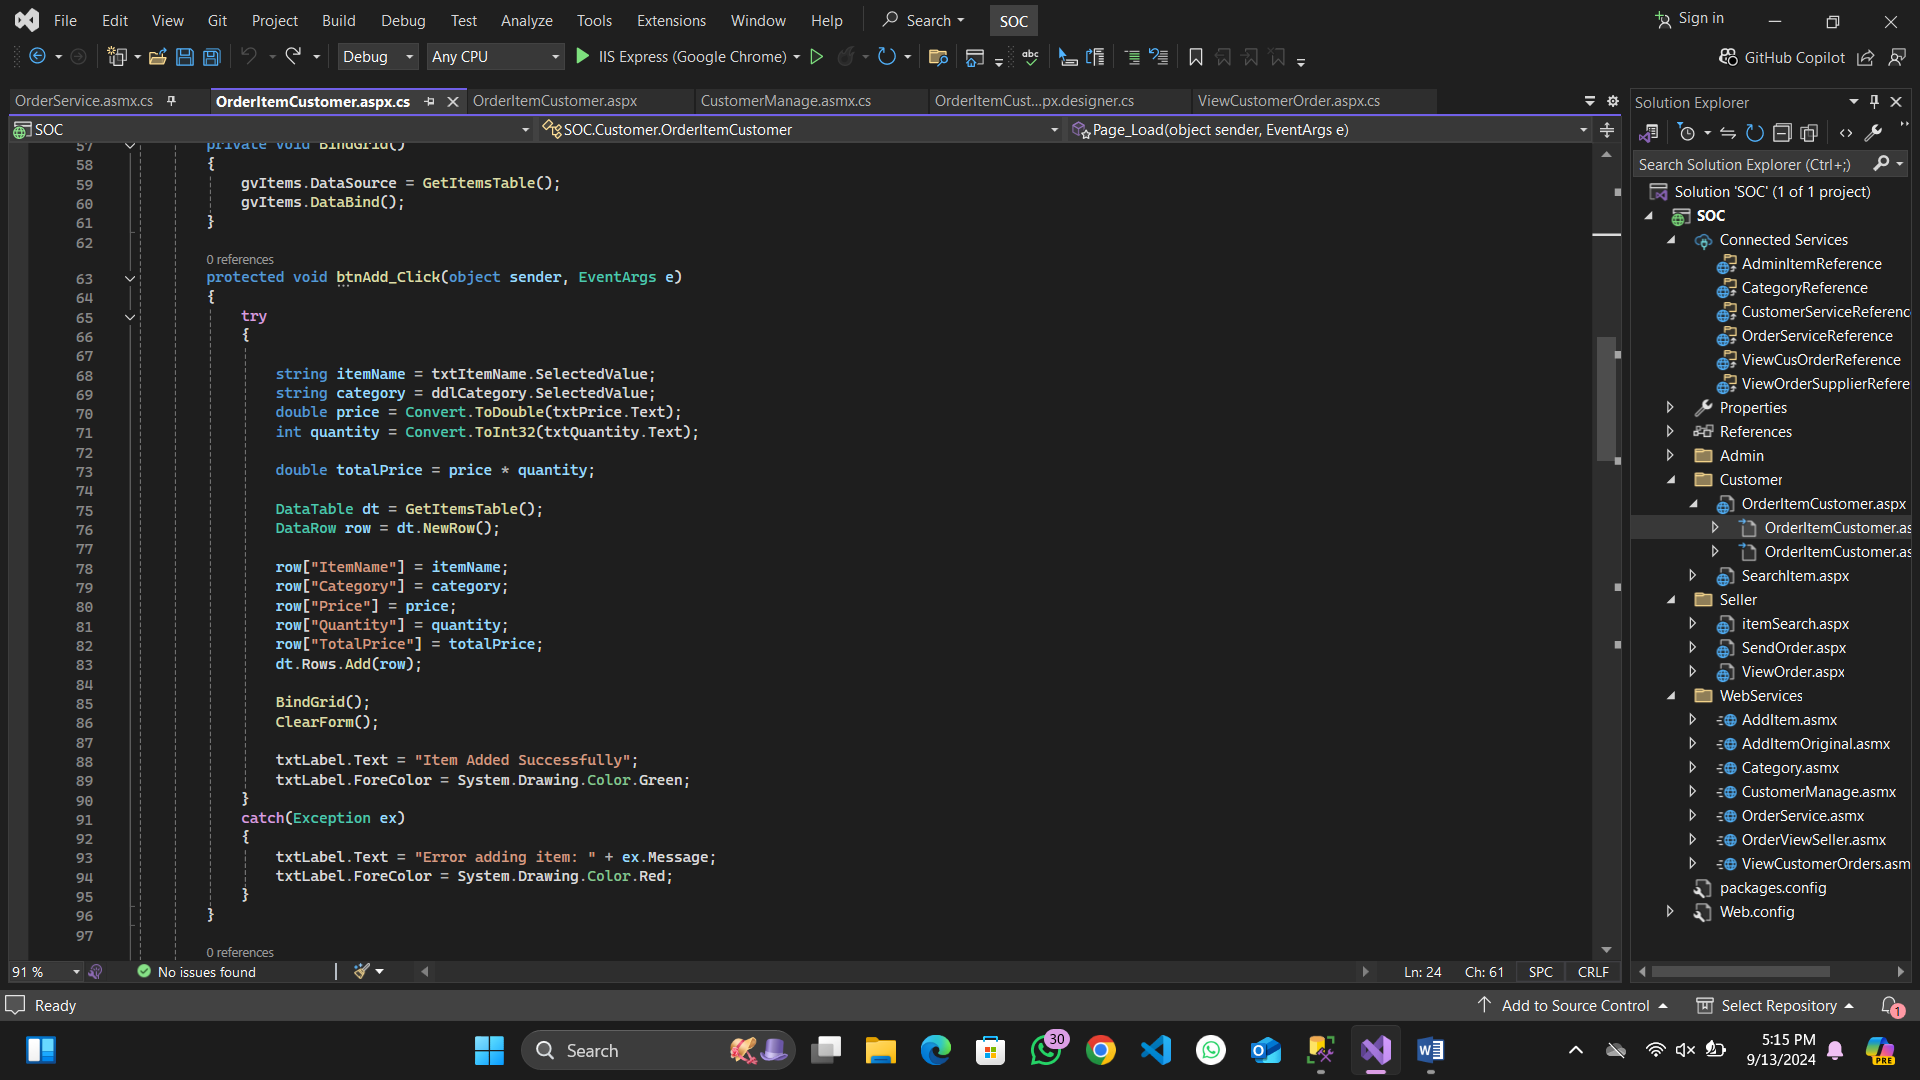 File Edit View Git Project Build Debug Test Analyze Tools Extensions Window Help Search SOC Sign in
Debug Any CPU IIS Express (Google Chrome) GitHub Copilot
OrderService.asmx.cs OrderItemCustomer.aspx.cs OrderItemCustomer.aspx CustomerManage.asmx.cs OrderItemCust...px.designer.cs ViewCustomerOrder.aspx.cs
SOC SOC.Customer.OrderItemCustomer Page_Load(object sender, EventArgs e)
57 private void BindGrid()
58 {
59 gvItems.DataSource = GetItemsTable();
60 gvItems.DataBind();
61 }
62
0 references
63 protected void btnAdd_Click(object sender, EventArgs e)
64 {
65 try
66 {
67
68 string itemName = txtItemName.SelectedValue;
69 string category = ddlCategory.SelectedValue;
70 double price = Convert.ToDouble(txtPrice.Text);
71 int quantity = Convert.ToInt32(txtQuantity.Text);
72
73 double totalPrice = price * quantity;
74
75 DataTable dt = GetItemsTable();
76 DataRow row = dt.NewRow();
77
78 row["ItemName"] = itemName;
79 row["Category"] = category;
80 row["Price"] = price;
81 row["Quantity"] = quantity;
82 row["TotalPrice"] = totalPrice;
83 dt.Rows.Add(row);
84
85 BindGrid();
86 ClearForm();
87
88 txtLabel.Text = "Item Added Successfully";
89 txtLabel.ForeColor = System.Drawing.Color.Green;
90 }
91 catch(Exception ex)
92 {
93 txtLabel.Text = "Error adding item: " + ex.Message;
94 txtLabel.ForeColor = System.Drawing.Color.Red;
95 }
96 }
97
0 references
91 % No issues found Ln: 24 Ch: 61 SPC CRLF
Solution Explorer
Search Solution Explorer (Ctrl+;)
Solution 'SOC' (1 of 1 project)
SOC
Connected Services
AdminItemReference
CategoryReference
CustomerServiceReferenc
OrderServiceReference
ViewCusOrderReference
ViewOrderSupplierRefere
Properties
References
Admin
Customer
OrderItemCustomer.aspx
OrderItemCustomer.as
OrderItemCustomer.as
SearchItem.aspx
Seller
itemSearch.aspx
SendOrder.aspx
ViewOrder.aspx
WebServices
AddItem.asmx
AddItemOriginal.asmx
Category.asmx
CustomerManage.asmx
OrderService.asmx
OrderViewSeller.asmx
ViewCustomerOrders.asm
packages.config
Web.config
Ready Add to Source Control Select Repository 1
Search 30 5:15 PM
9/13/2024 PRE